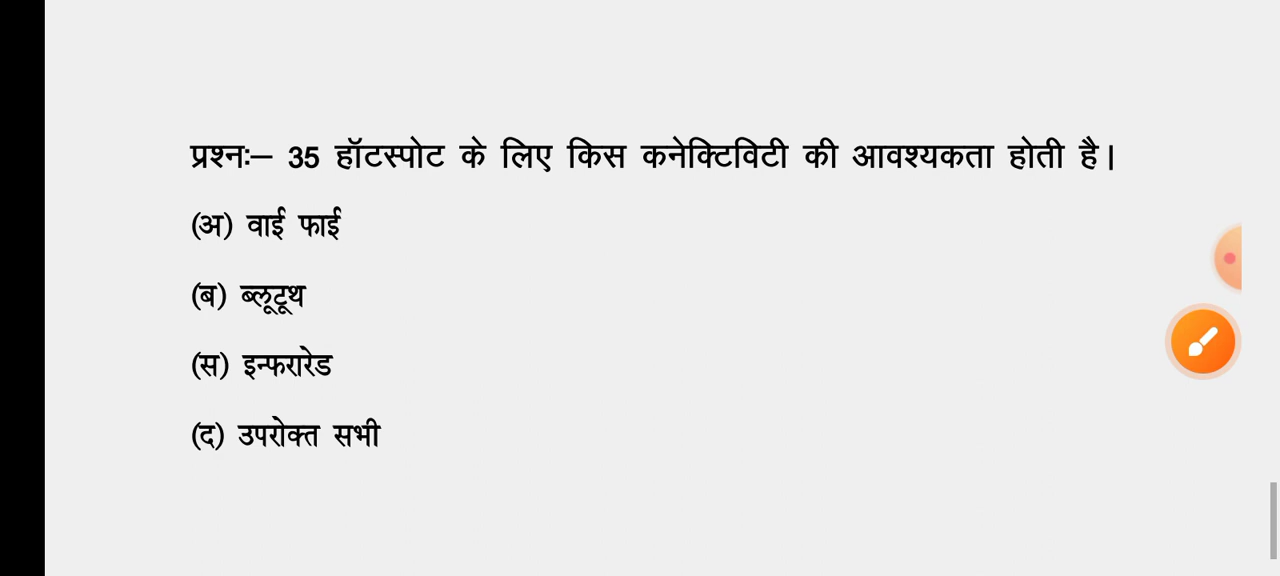 प्रश्नः– 35 हॉटस्पोट के लिए किस कनेक्टिविटी की आवश्यकता होती है।
(अ) वाई फाई
(ब) ब्लूटूथ
(स) इन्फरारेड
(द) उपरोक्त सभी